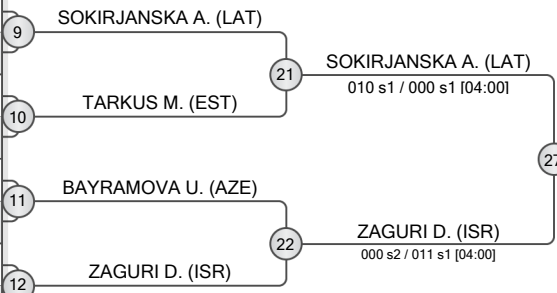 SOKIRJANSKA A. (LAT)
9
21
SOKIRJANSKA A. (LAT)
010 s1 / 000 s1 [04:00]
TARKUS M. (EST)
10
27
BAYRAMOVA U. (AZE)
11
22
ZAGURI D. (ISR)
000 s2 / 011 s1 [04:00]
ZAGURI D. (ISR)
12